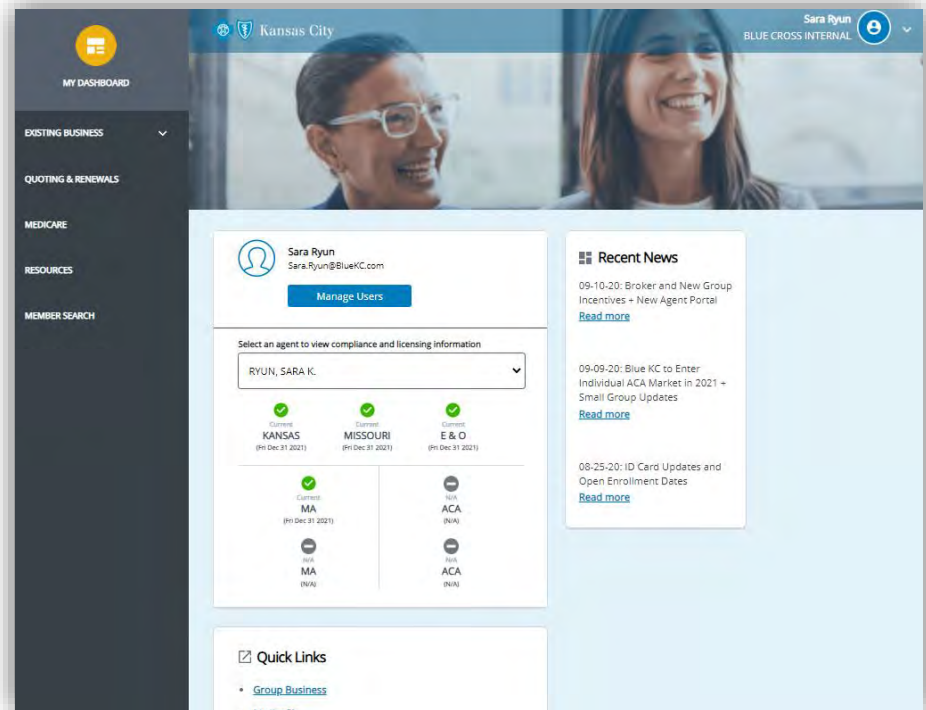 Kansas City
Sara Ryun
BLUE CROSS INTERNAL
MY DASHBOARD
EXISTING BUSINESS
QUOTING & RENEWALS
MEDICARE
RESOURCES
MEMBER SEARCH
Sara Ryun
Sara.Ryun@BlueKC.com
Manage Users
Select an agent to view compliance and licensing information
RYUN, SARA K.
Current Current Current
KANSAS MISSOURI E & O
(Fri Dec 31 2021) (Fri Dec 31 2021) (Fri Dec 31 2021)
Current N/A
MA ACA
(Fri Dec 31 2021) (N/A)
N/A N/A
MA ACA
(N/A) (N/A)
Recent News
09-10-20: Broker and New Group
Incentives + New Agent Portal
Read more
09-09-20: Blue KC to Enter
Individual ACA Market in 2021 +
Small Group Updates
Read more
08-25-20: ID Card Updates and
Open Enrollment Dates
Read more
Quick Links
Group Business